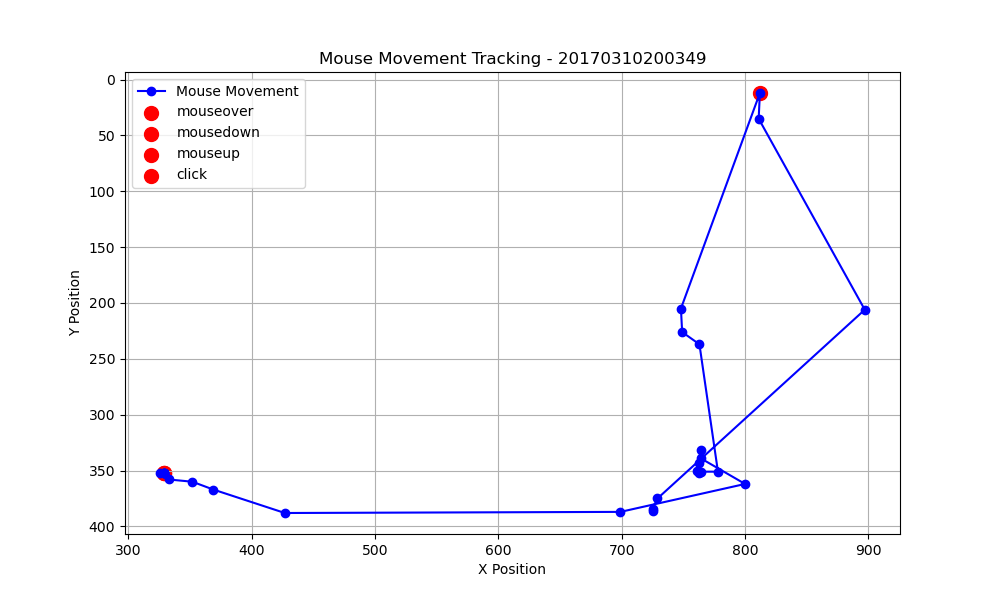 Mouse Movement Tracking - 20170310200349
Mouse Movement
mouseover
mousedown
mouseup
click
0
50
100
150
200
250
300
350
400
Y Position
300 400 500 600 700 800 900
X Position